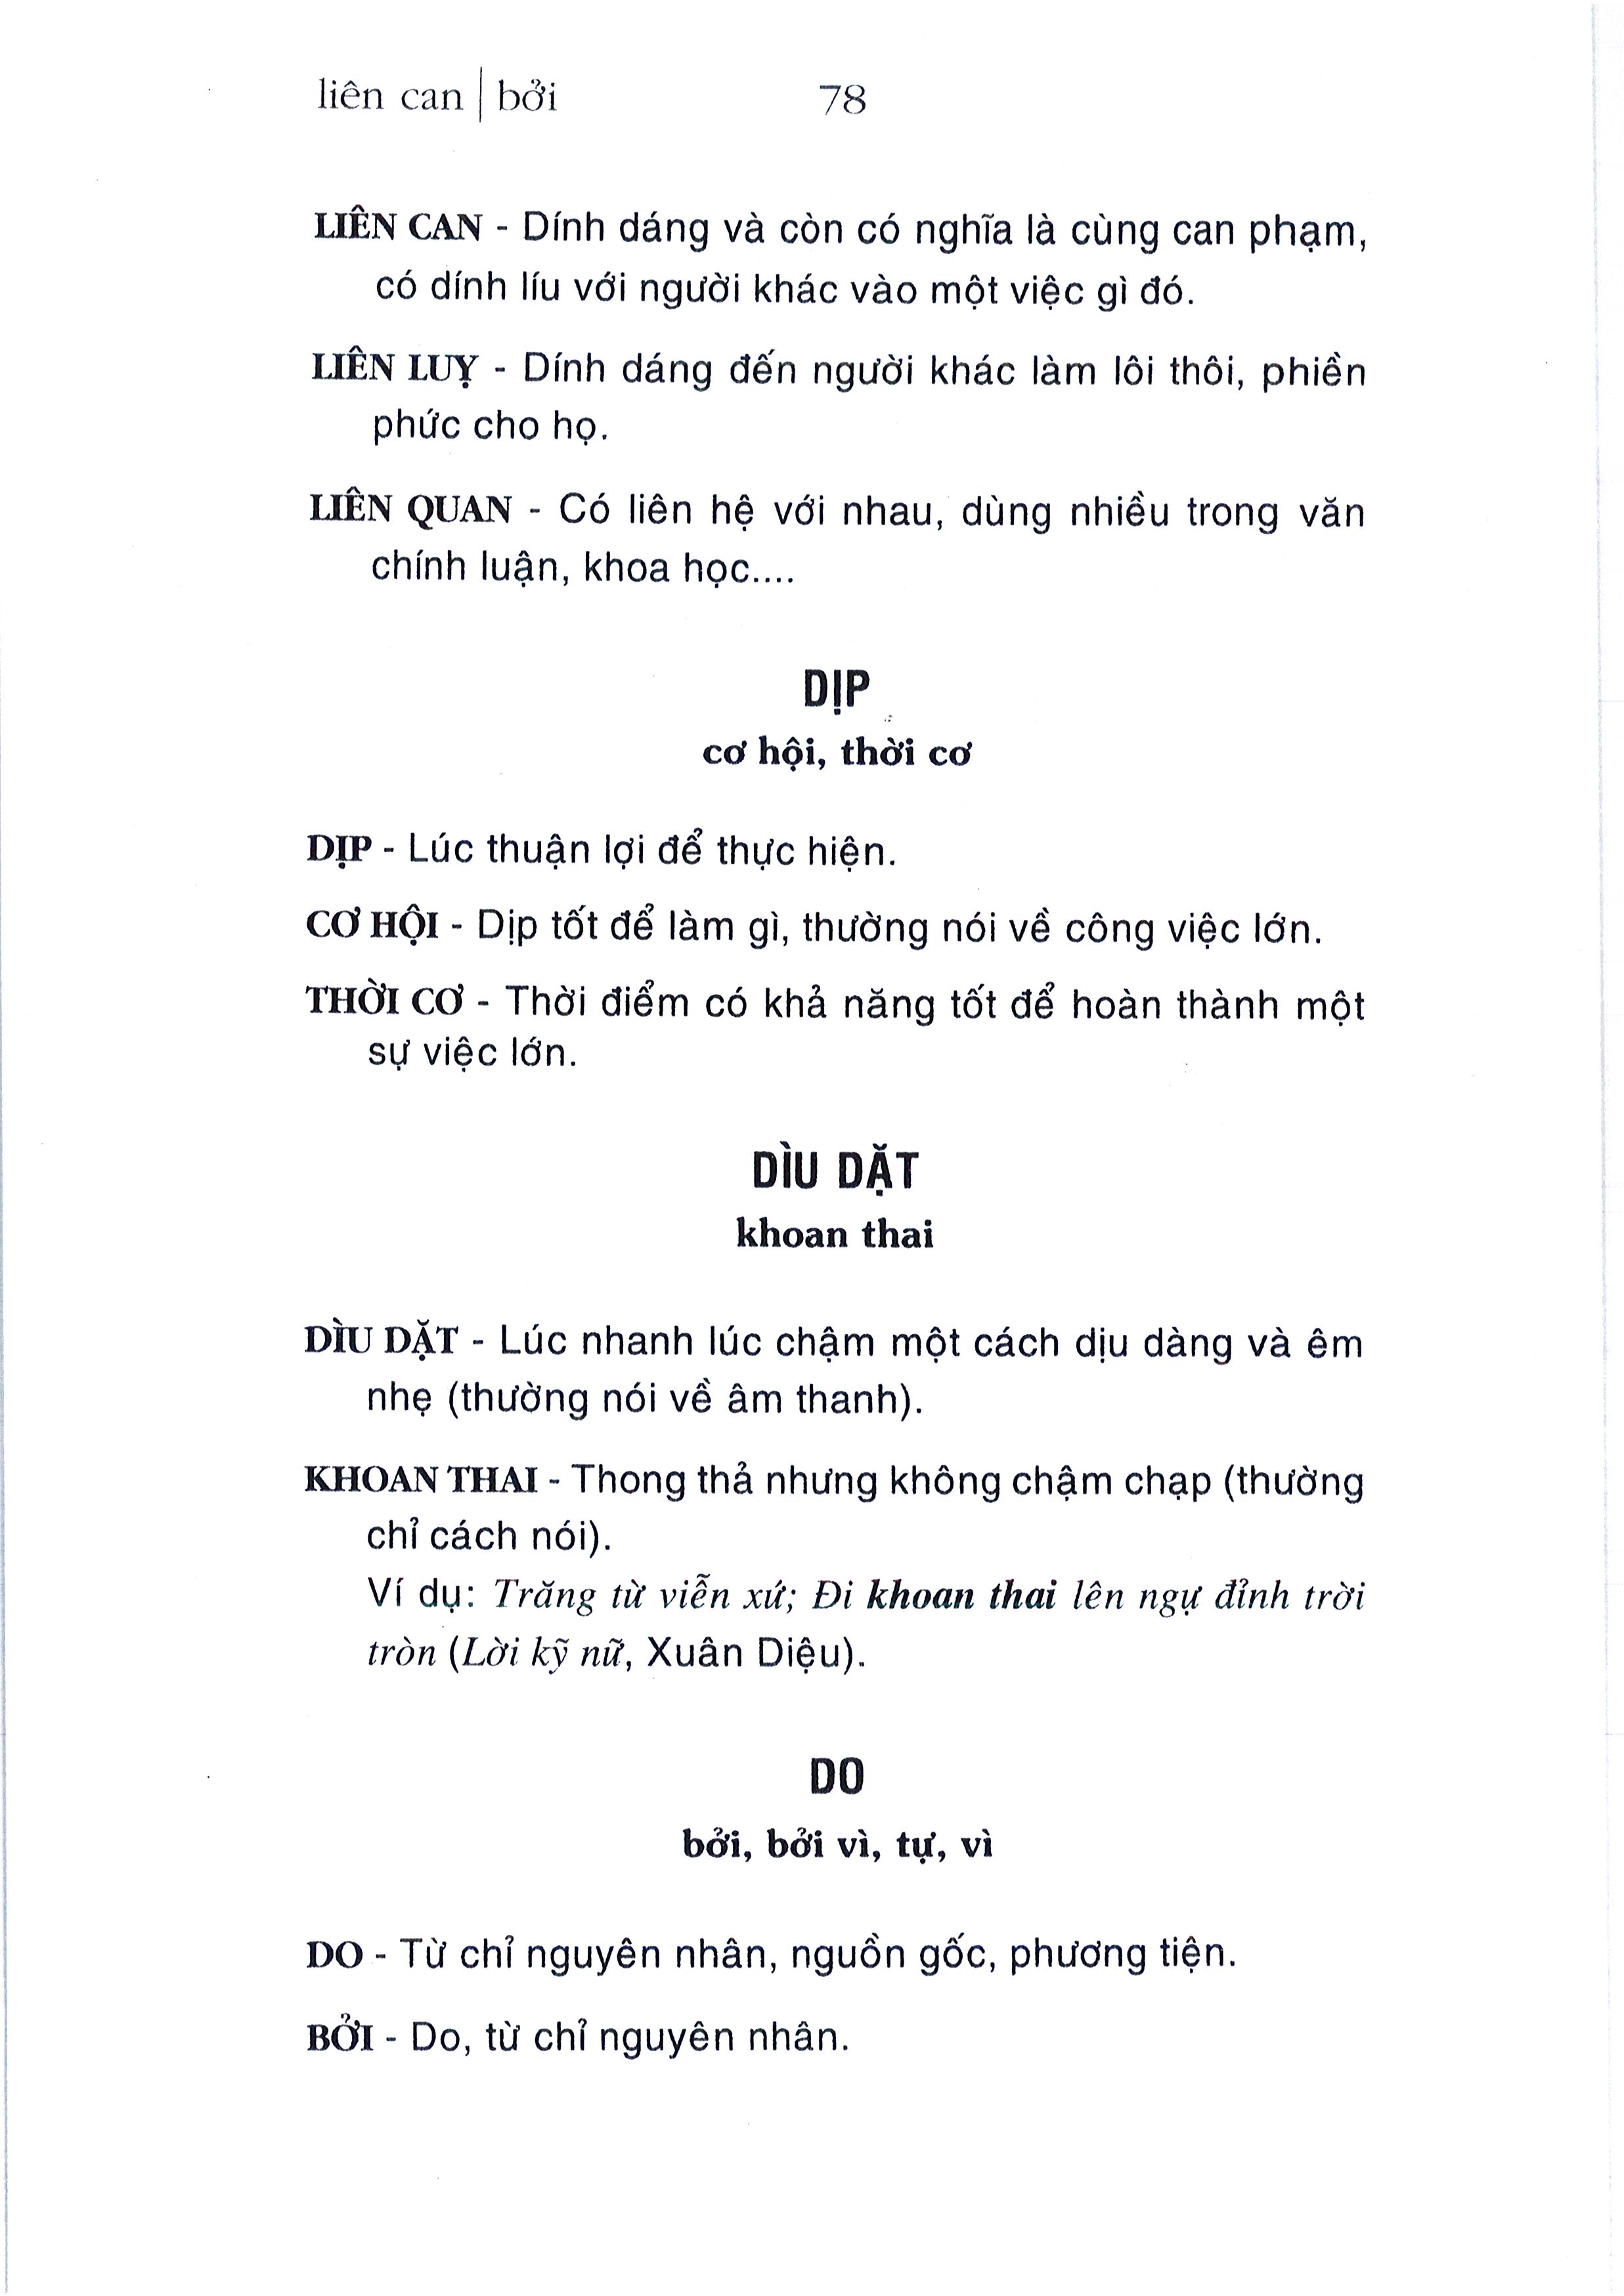 liên can | bởi 78
LIÊN CAN - Dính dáng và còn có nghĩa là cùng can phạm,
có dính líu với người khác vào một việc gì đó.
LIÊN LUỴ - Dính dáng đến người khác làm lôi thôi, phiền
phức cho họ.
LIÊN QUAN - Có liên hệ với nhau, dùng nhiều trong văn
chính luận, khoa học....
DỊP
cơ hội, thời cơ
DỊP - Lúc thuận lợi để thực hiện.
CƠ HỘI - Dịp tốt để làm gì, thường nói về công việc lớn.
THỜI CƠ - Thời điểm có khả năng tốt để hoàn thành một
sự việc lớn.
DÌU DẶT
khoan thai
DÌU DẶT - Lúc nhanh lúc chậm một cách dịu dàng và êm
nhẹ (thường nói về âm thanh).
KHOAN THAI - Thong thả nhưng không chậm chạp (thường
chỉ cách nói).
Ví dụ: Trăng từ viễn xứ; Đi khoan thai lên ngự đỉnh trời
tròn (Lời kỹ nữ, Xuân Diệu).
DO
bởi, bởi vì, tự, vì
DO - Từ chỉ nguyên nhân, nguồn gốc, phương tiện.
BỞI - Do, từ chỉ nguyên nhân.